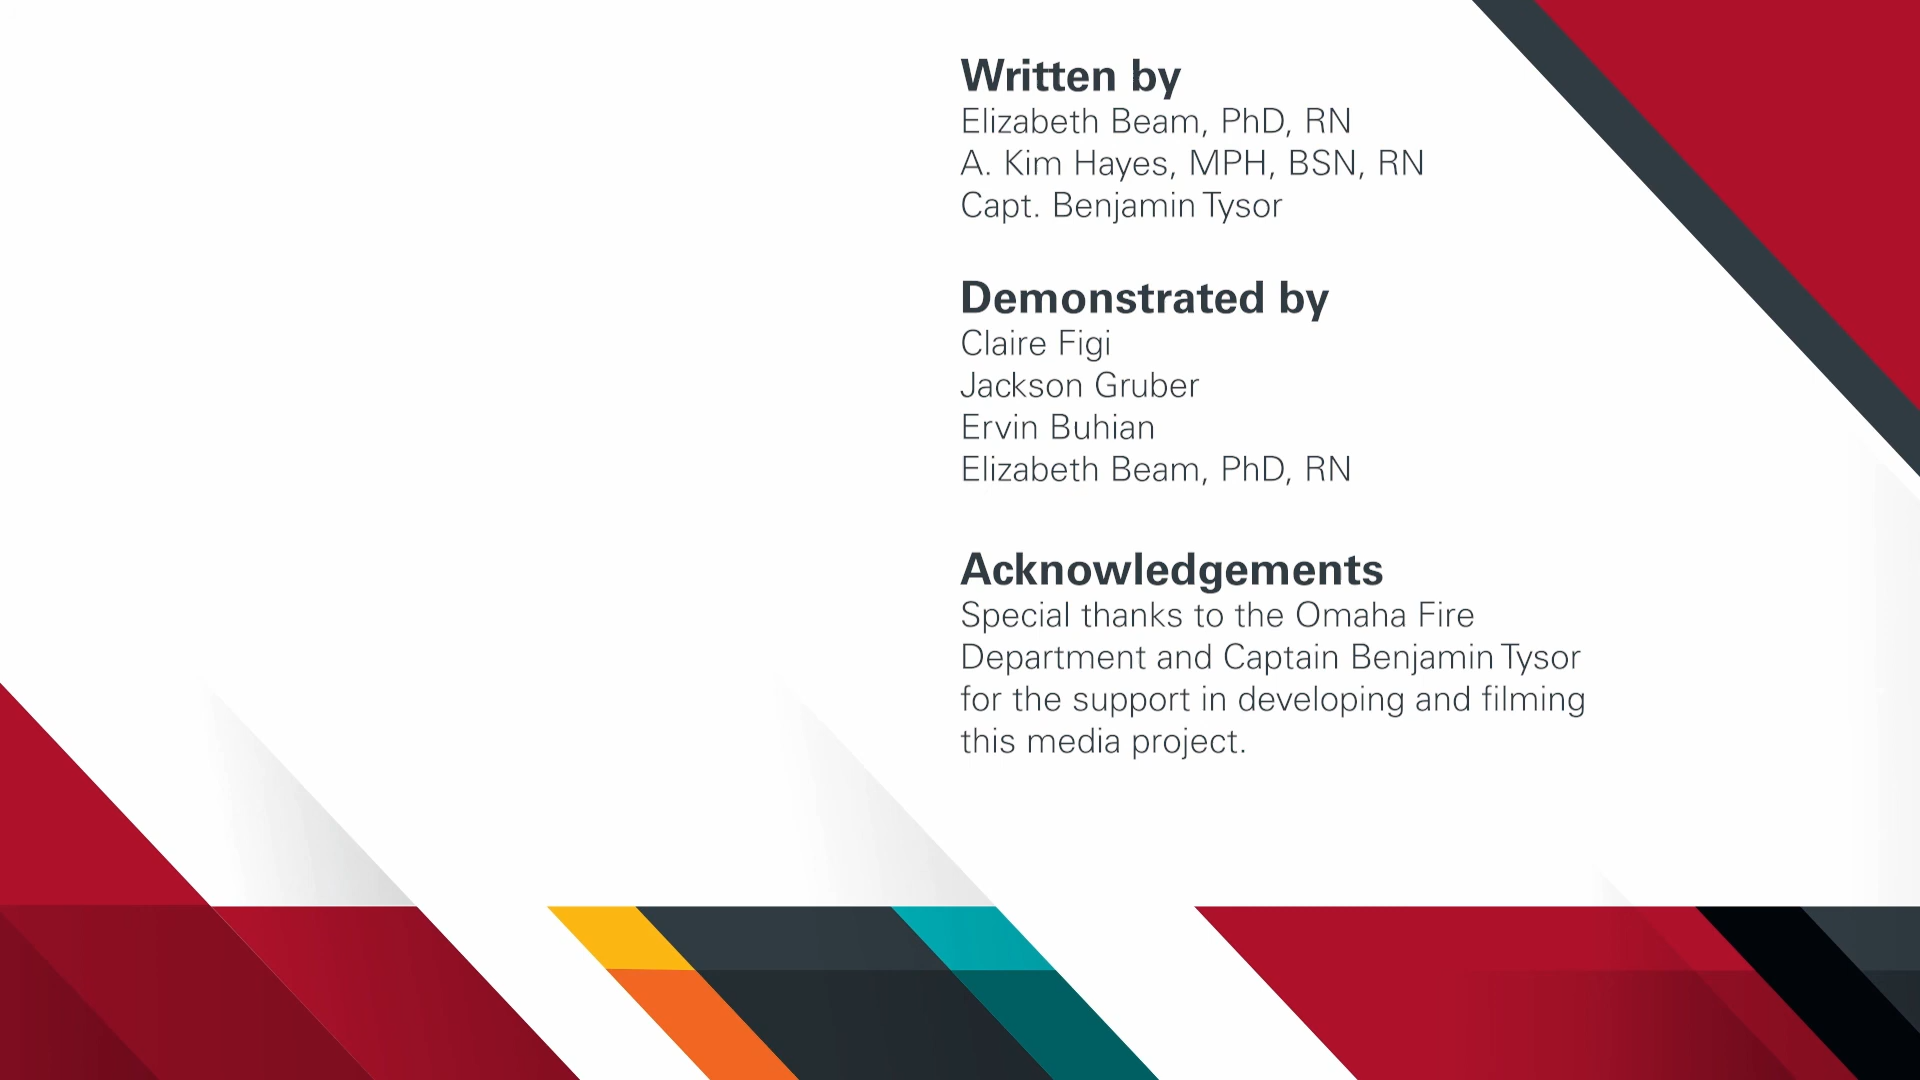 Written by
Elizabeth Beam, PhD, RN
A. Kim Hayes, MPH, BSN, RN
Capt. Benjamin Tysor
Demonstrated by
Claire Figi
Jackson Gruber
Ervin Buhian
Elizabeth Beam, PhD, RN
Acknowledgements
Special thanks to the Omaha Fire
Department and Captain Benjamin Tysor
for the support in developing and filming
this media project.